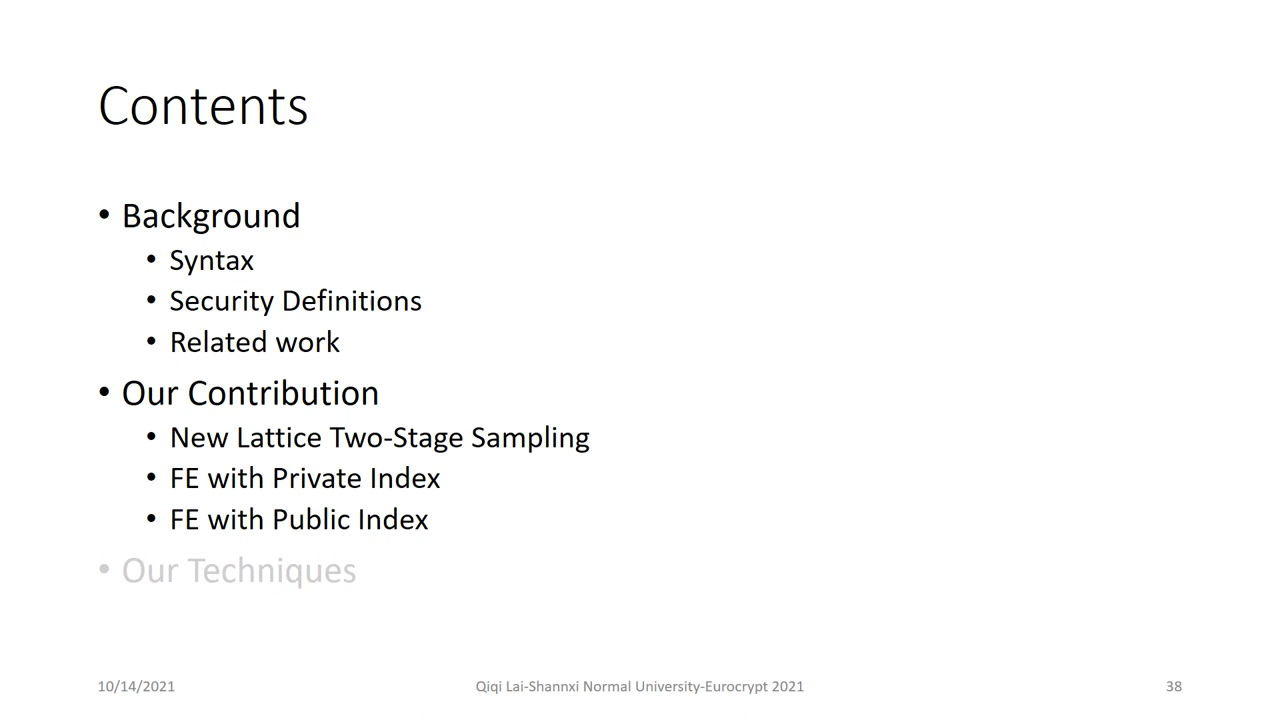 Contents
• Background
• Syntax
• Security Definitions
• Related work
• Our Contribution
• New Lattice Two-Stage Sampling
• FE with Private Index
• FE with Public Index
• Our Techniques
10/14/2021
Qiqi Lai-Shannxi Normal University-Eurocrypt 2021
38